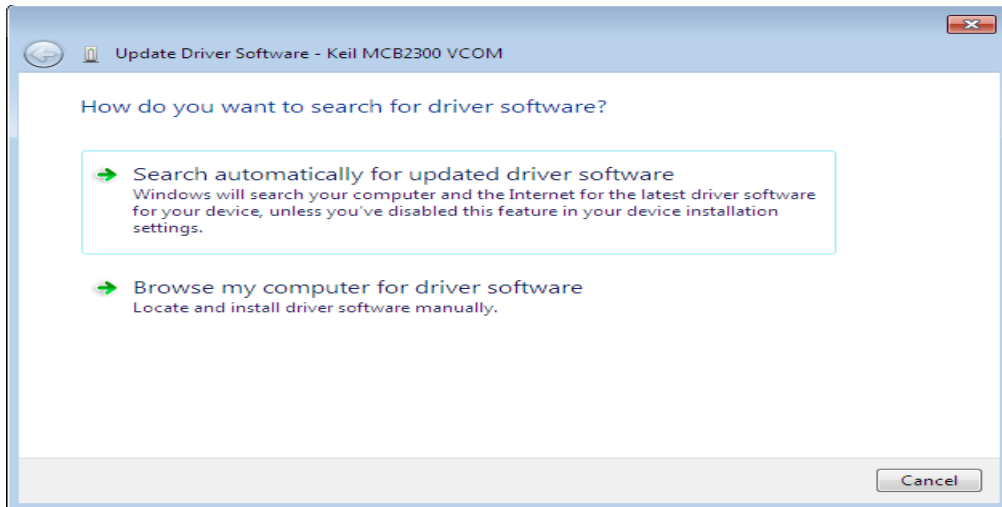 Update Driver Software - Keil MCB2300 VCOM
How do you want to search for driver software?
Search automatically for updated driver software
Windows will search your computer and the Internet for the latest driver software
for your device, unless you've disabled this feature in your device installation
settings.
Browse my computer for driver software
Locate and install driver software manually.
Cancel